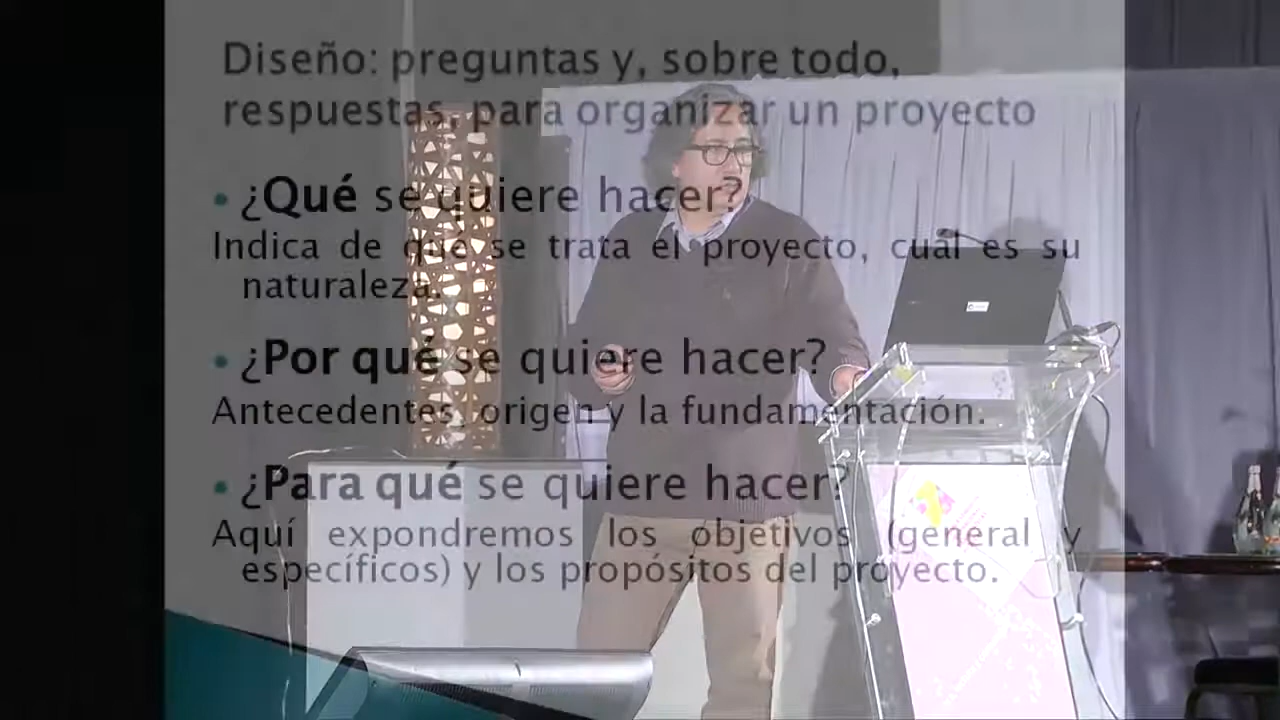 Diseño: preguntas y, sobre todo,
respuestas, para organizar un proyecto
• ¿Qué se quiere hacer?
Indica de qué se trata el proyecto, cuál es su
naturaleza.
• ¿Por qué se quiere hacer?
Antecedentes, origen y la fundamentación.
• ¿Para qué se quiere hacer?
Aquí expondremos los objetivos (general y
específicos) y los propósitos del proyecto.